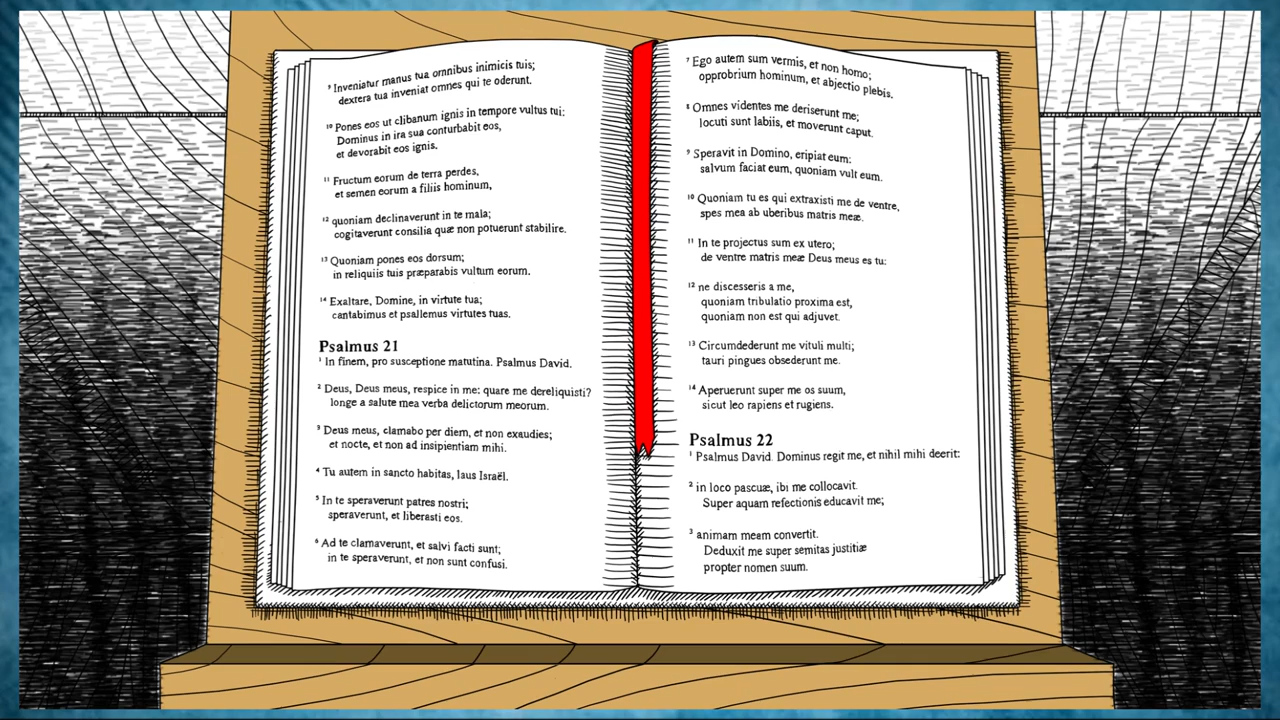 9 Inveniatur manus tua omnibus inimicis tuis;
dextera tua inveniat omnes qui te oderunt.
10 Pones eos ut clibanum ignis in tempore vultus tui:
Dominus in ira sua conturbabit eos,
et devorabit eos ignis.
11 Fructum eorum de terra perdes,
et semen eorum a filiis hominum,
12 quoniam declinaverunt in te mala;
cogitaverunt consilia quæ non potuerunt stabilire.
13 Quoniam pones eos dorsum;
in reliquiis tuis præparabis vultum eorum.
14 Exaltare, Domine, in virtute tua;
cantabimus et psallemus virtutes tuas.
Psalmus 21
1 In finem, pro susceptione matutina. Psalmus David.
2 Deus, Deus meus, respice in me: quare me dereliquisti?
longe a salute mea verba delictorum meorum.
3 Deus meus, clamabo per diem, et non exaudies;
et nocte, et non ad insipientiam mihi.
4 Tu autem in sancto habitas, laus Israël.
5 In te speraverunt patres nostri;
speraverunt, et liberasti eos.
6 Ad te clamaverunt, et salvi facti sunt;
in te speraverunt, et non sunt confusi.
7 Ego autem sum vermis, et non homo;
opprobrium hominum, et abjectio plebis.
8 Omnes videntes me deriserunt me;
locuti sunt labiis, et moverunt caput.
9 Speravit in Domino, eripiat eum:
salvum faciat eum, quoniam vult eum.
10 Quoniam tu es qui extraxisti me de ventre,
spes mea ab uberibus matris meæ.
11 In te projectus sum ex utero;
de ventre matris meæ Deus meus es tu:
12 ne discesseris a me,
quoniam tribulatio proxima est,
quoniam non est qui adjuvet.
13 Circumdederunt me vituli multi;
tauri pingues obsederunt me.
14 Aperuerunt super me os suum,
sicut leo rapiens et rugiens.
Psalmus 22
1 Psalmus David. Dominus regit me, et nihil mihi deerit:
2 in loco pascuæ, ibi me collocavit.
Super aquam refectionis educavit me;
3 animam meam convertit.
Deduxit me super semitas justitiæ
propter nomen suum.